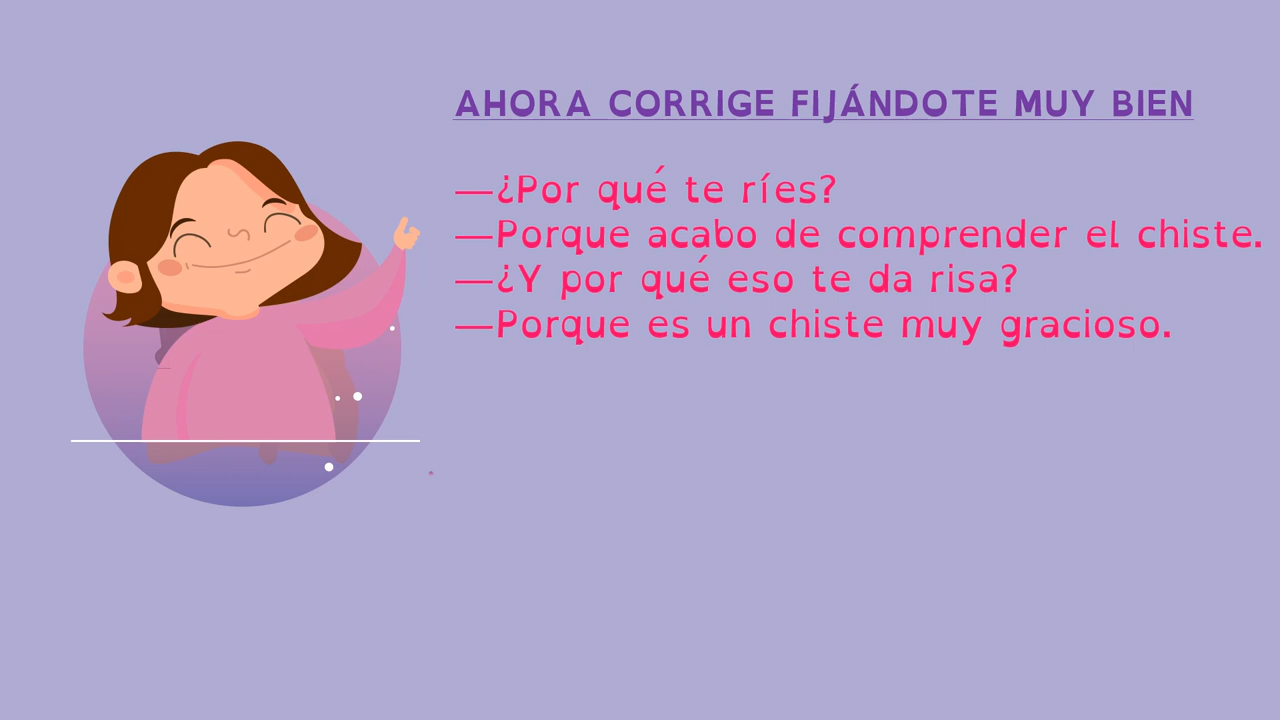 AHORA CORRIGE FIJÁNDOTE MUY BIEN
—¿Por qué te ríes?
—Porque acabo de comprender el chiste.
—¿Y por qué eso te da risa?
—Porque es un chiste muy gracioso.